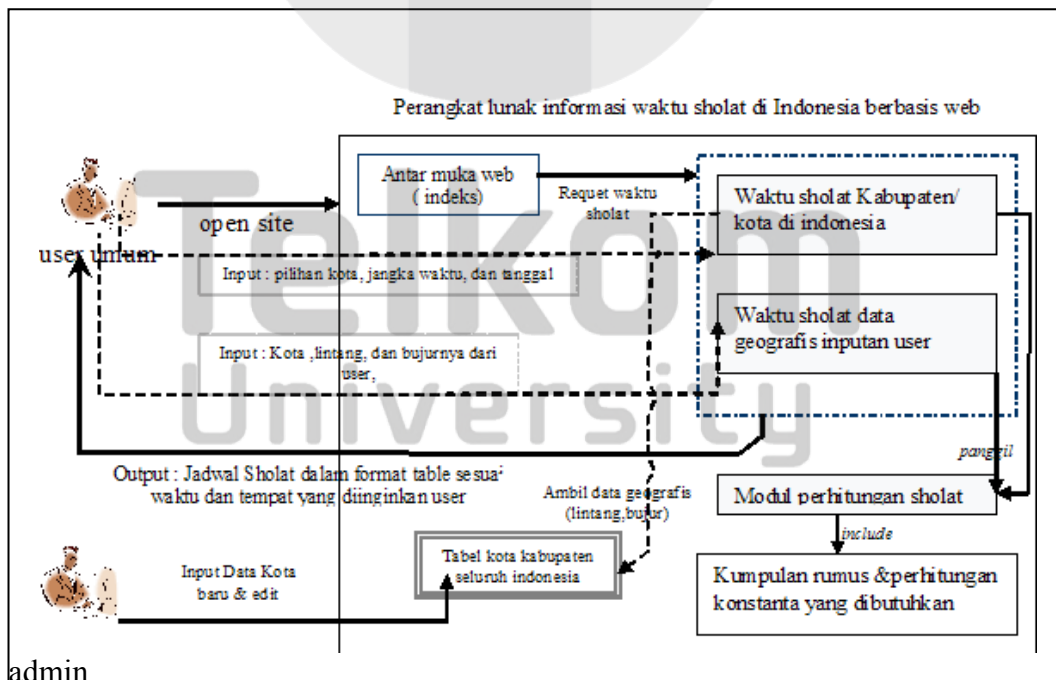 Perangkat lunak informasi waktu sholat di Indonesia berbasis web
Antar muka web
( indeks)
Requet waktu
sholat
Waktu sholat Kabupaten/
kota di indonesia
open site
user umum
Input : pilihan kota, jangka waktu, dan tanggal
Waktu sholat data
geografis inputan user
Input : Kota ,lintang, dan bujurnya dari
user,
Telkom
University
panggil
Output : Jadwal Sholat dalam format table sesua²
waktu dan tempat yang diinginkan user
Ambil data geografis
(lintang,bujur)
Modul perhitungan sholat
include
Tabel kota kabupaten
seluruh indonesia
Input Data Kota
baru & edit
Kumpulan rumus &perhitungan
konstanta yang dibutuhkan
admin